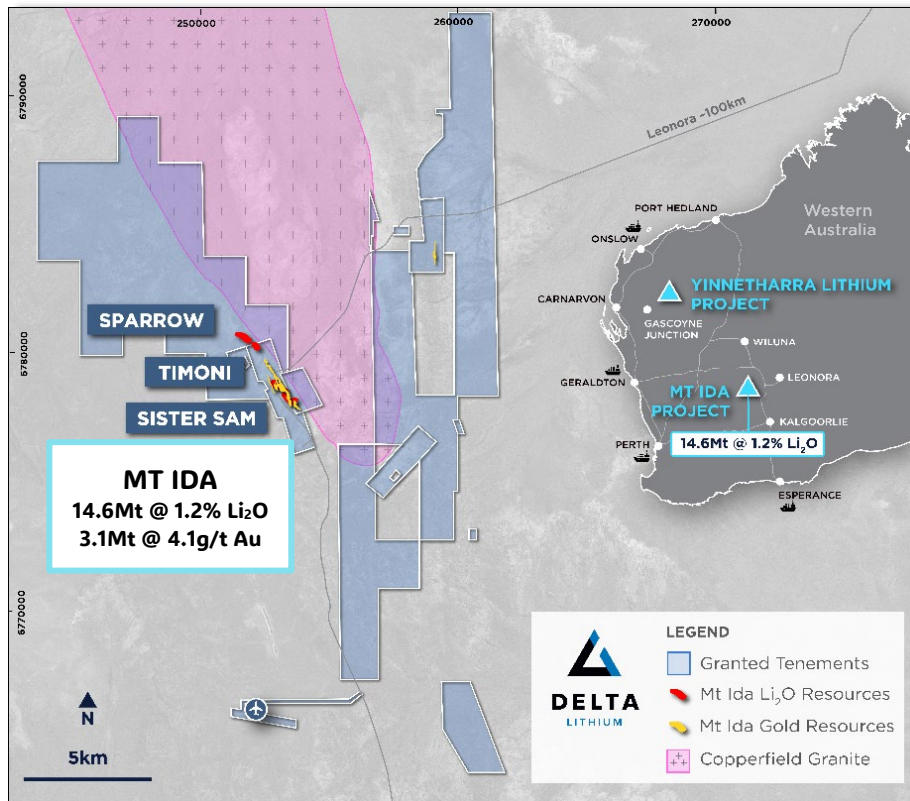 250000
260000
270000
6790000
6780000
6770000
Leonora ~100km
SPARROW
TIMONI
SISTER SAM
MT IDA
14.6Mt @ 1.2% Li₂O
3.1Mt @ 4.1g/t Au
N
5km
PORT HEDLAND
ONSLOW
Western
Australia
YINNETHARRA LITHIUM
PROJECT
CARNARVON
GASCOYNE
JUNCTION
WILUNA
GERALDTON
LEONORA
MT IDA
PROJECT
KALGOORLIE
PERTH
14.6Mt @ 1.2% Li₂O
ESPERANCE
DELTA
LITHIUM
LEGEND
Granted Tenements
Mt Ida Li₂O Resources
Mt Ida Gold Resources
Copperfield Granite